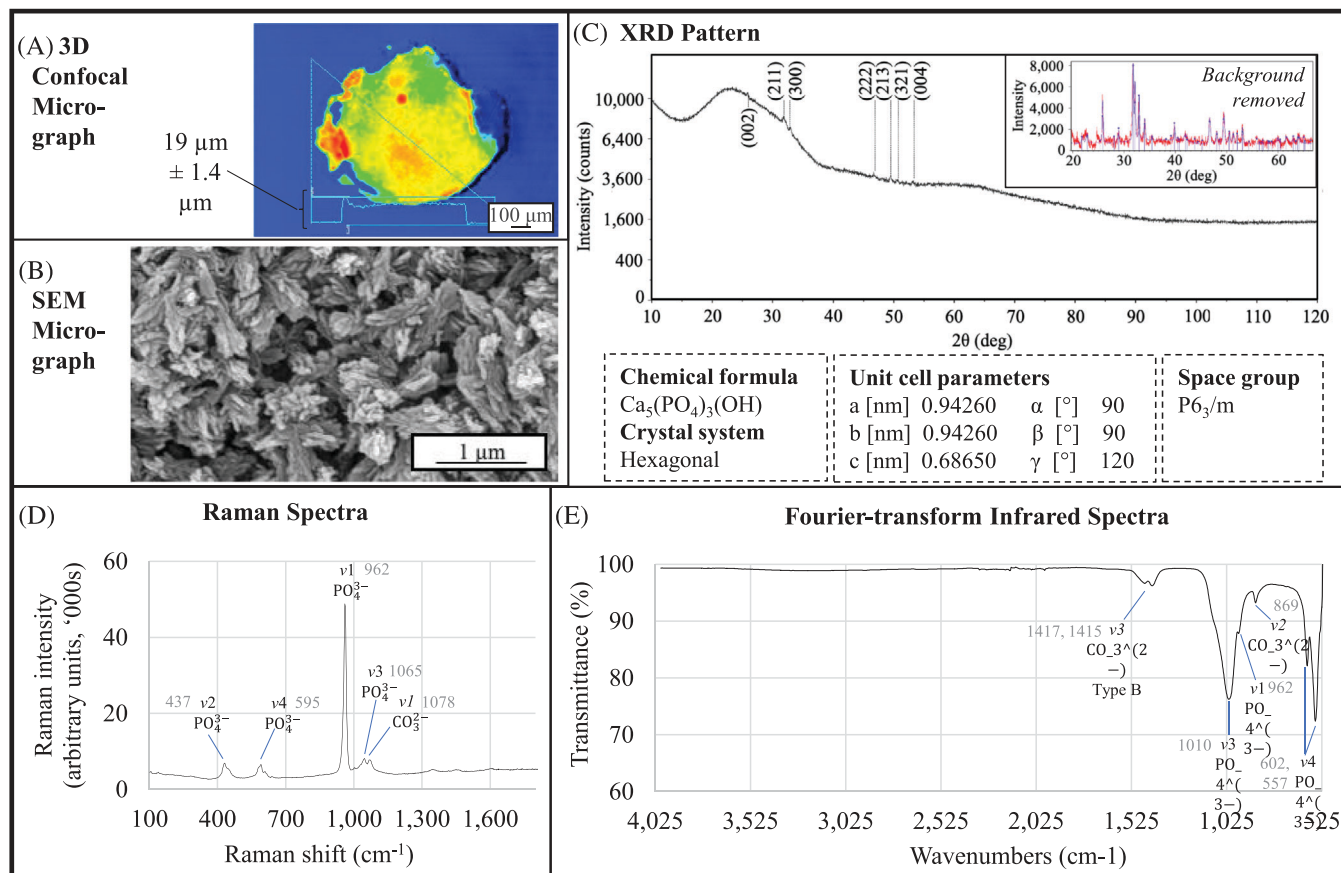 (A) 3D
Confocal
Micro-
graph
19 µm
± 1.4
µm
100 µm
(B)
SEM
Micro-
graph
1 µm
(C) XRD Pattern
Intensity (counts)
10,000
6,400
3,600
1,600
400
0
10 20 30 40 50 60 70 80 90 100 110 120
2θ (deg)
(002)
(211)
(300)
(222)
(213)
(321)
(004)
Background
removed
Intensity
8,000
6,000
4,000
2,000
20 30 40 50 60
2θ (deg)
Chemical formula
Ca₅(PO₄)₃(OH)
Crystal system
Hexagonal
Unit cell parameters
a [nm] 0.94260 α [°] 90
b [nm] 0.94260 β [°] 90
c [nm] 0.68650 γ [°] 120
Space group
P6₃/m
(D) Raman Spectra
Raman intensity
(arbitrary units, ‘000s)
60
40
20
0
437 v2
PO₄³⁻
v4 595
PO₄³⁻
v1 962
PO₄³⁻
v3 1065
PO₄³⁻
v1 1078
CO₃²⁻
100 400 700 1,000 1,300 1,600
Raman shift (cm⁻¹)
(E) Fourier-transform Infrared Spectra
Transmittance (%)
100
90
80
70
60
1417, 1415 v3
CO_3^(2
−)
Type B
869
v2
CO_3^(2
−)
v1 962
PO_
4^(
3−)
1010 v3
PO_
4^(
3−)
602,
557
v4
PO_
4^(
3−)
4,025 3,525 3,025 2,525 2,025 1,525 1,025 525
Wavenumbers (cm-1)